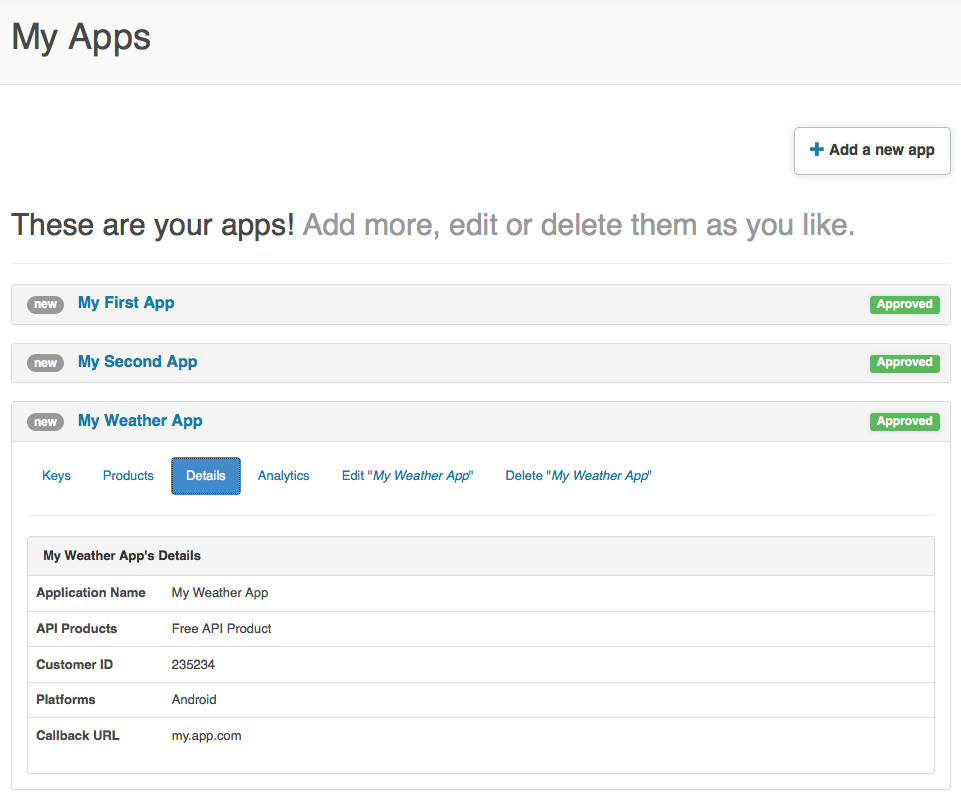 My Apps
Add a new app
These are your apps! Add more, edit or delete them as you like.
new My First App Approved
new My Second App Approved
new My Weather App Approved
Keys Products Details Analytics Edit "My Weather App" Delete "My Weather App"
My Weather App's Details
Application Name My Weather App
API Products Free API Product
Customer ID 235234
Platforms Android
Callback URL my.app.com